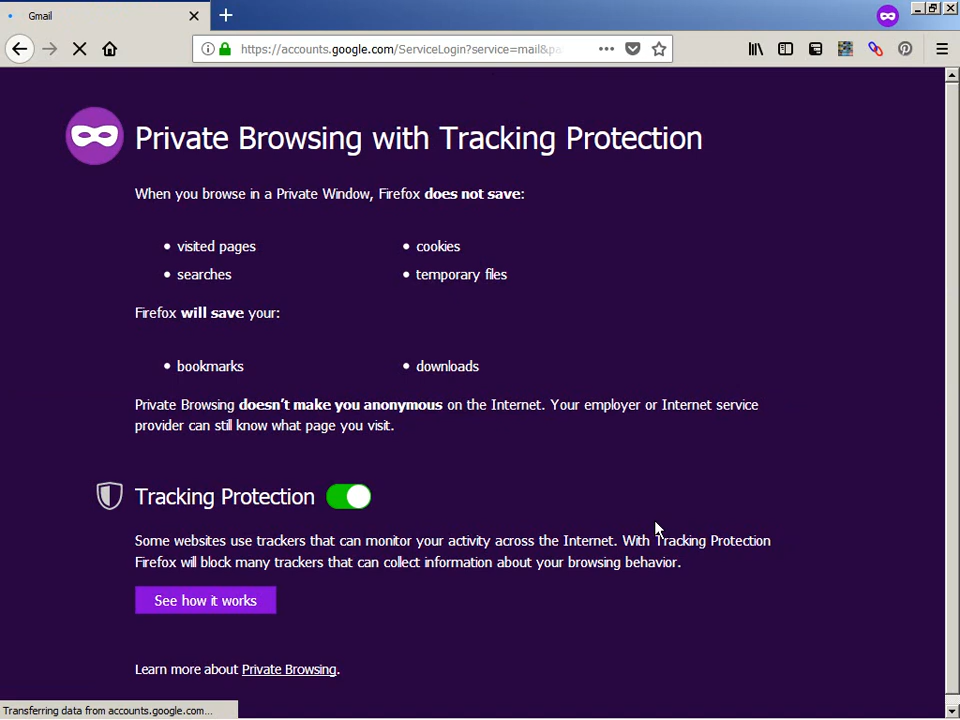 Gmail
https://accounts.google.com/ServiceLogin?service=mail&pa
Private Browsing with Tracking Protection
When you browse in a Private Window, Firefox does not save:
visited pages
cookies
searches
temporary files
Firefox will save your:
bookmarks
downloads
Private Browsing doesn't make you anonymous on the Internet. Your employer or Internet service
provider can still know what page you visit.
Tracking Protection
Some websites use trackers that can monitor your activity across the Internet. With Tracking Protection
Firefox will block many trackers that can collect information about your browsing behavior.
See how it works
Learn more about Private Browsing.
Transferring data from accounts.google.com...